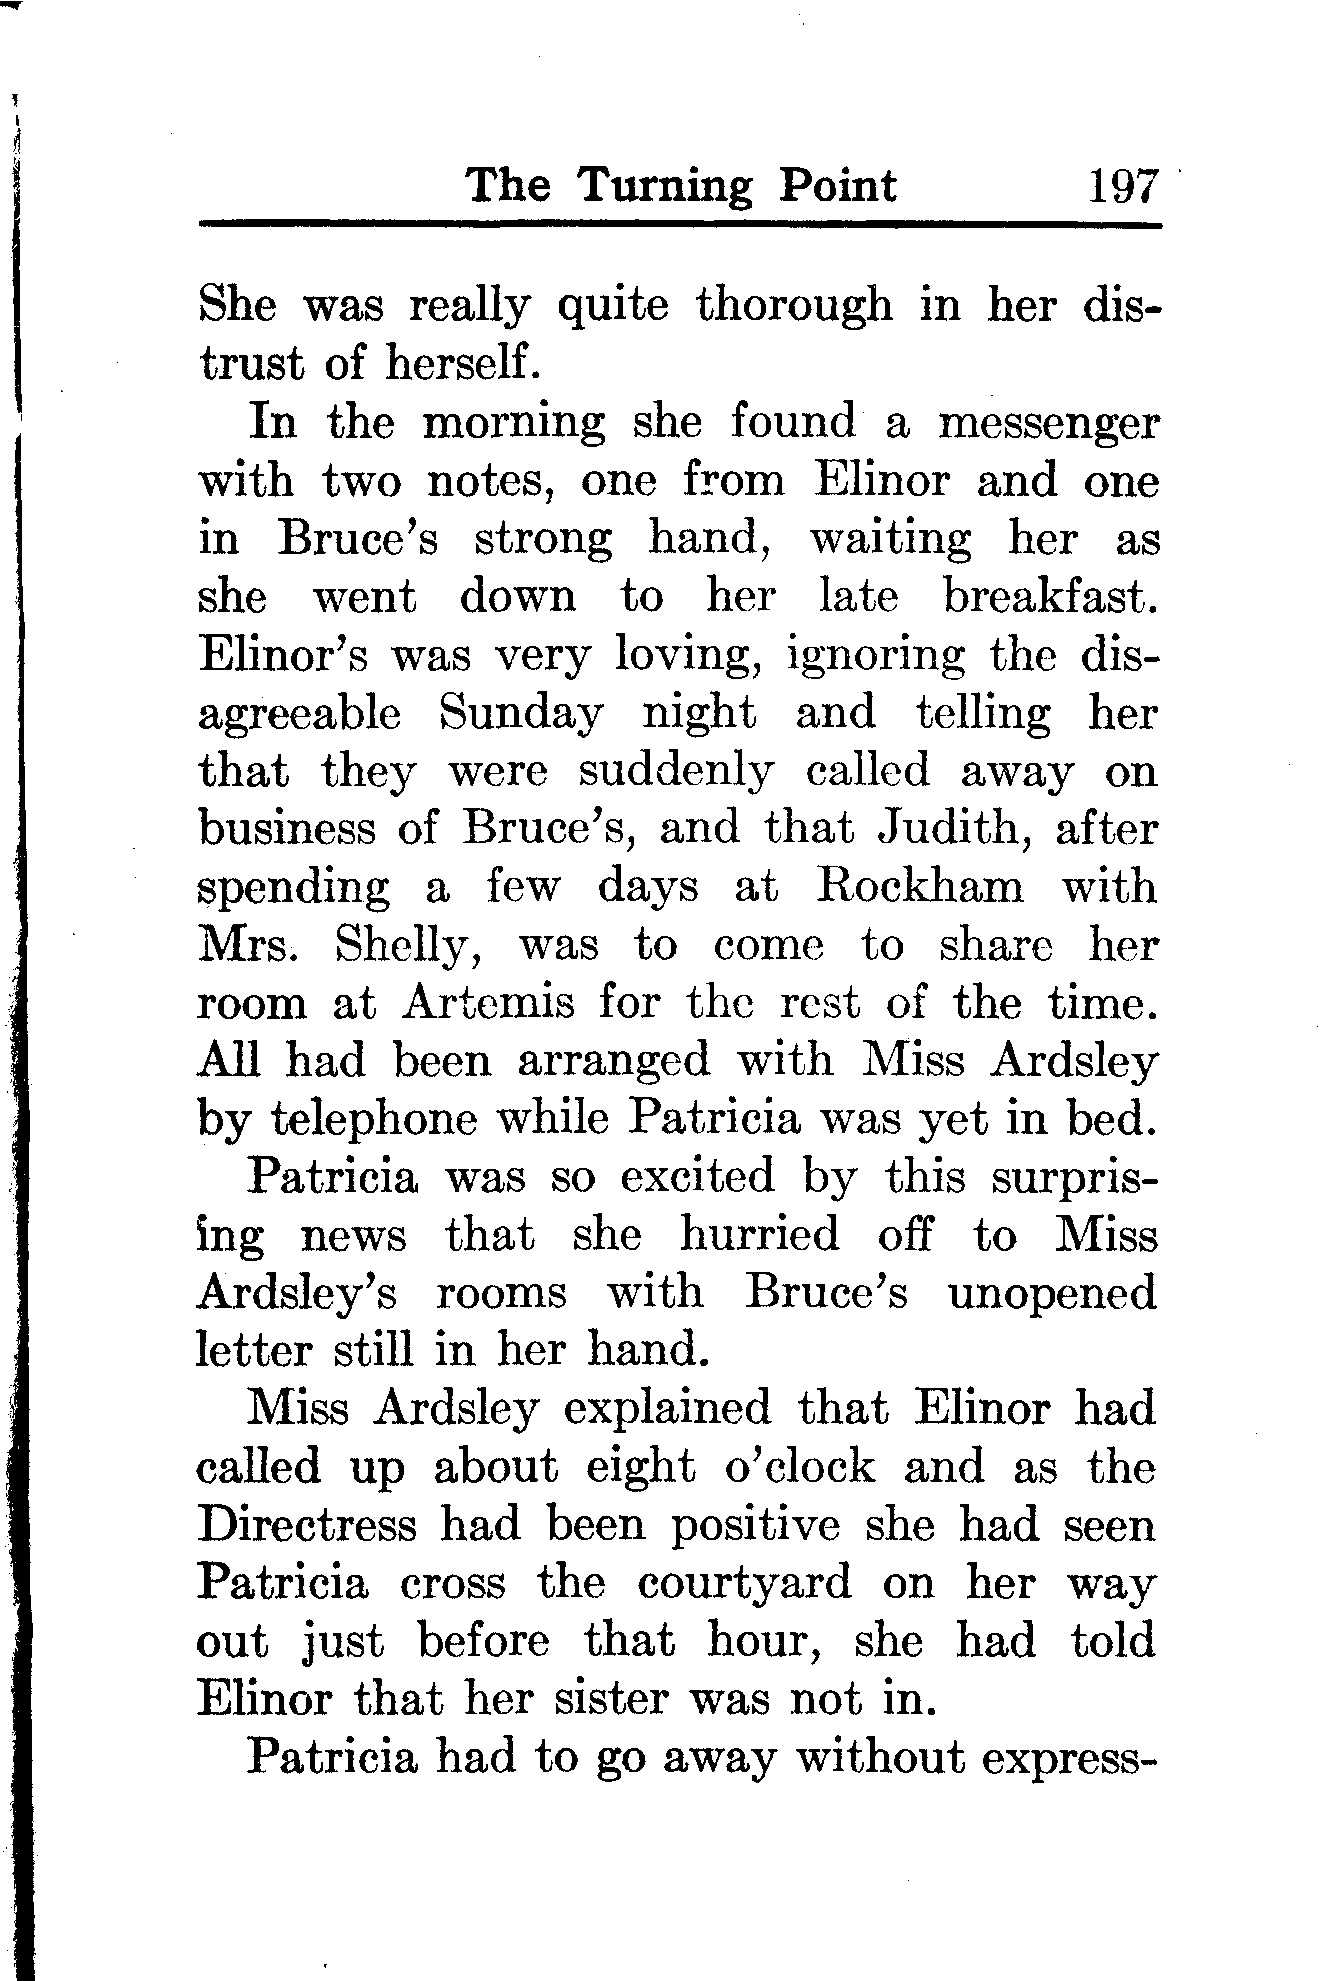 The Turning Point 197
She was really quite thorough in her dis-
trust of herself.
In the morning she found a messenger
with two notes, one from Elinor and one
in Bruce's strong hand, waiting her as
she went down to her late breakfast.
Elinor's was very loving, ignoring the dis-
agreeable Sunday night and telling her
that they were suddenly called away on
business of Bruce's, and that Judith, after
spending a few days at Rockham with
Mrs. Shelly, was to come to share her
room at Artemis for the rest of the time.
All had been arranged with Miss Ardsley
by telephone while Patricia was yet in bed.
Patricia was so excited by this surpris-
ing news that she hurried off to Miss
Ardsley's rooms with Bruce's unopened
letter still in her hand.
Miss Ardsley explained that Elinor had
called up about eight o'clock and as the
Directress had been positive she had seen
Patricia cross the courtyard on her way
out just before that hour, she had told
Elinor that her sister was not in.
Patricia had to go away without express-